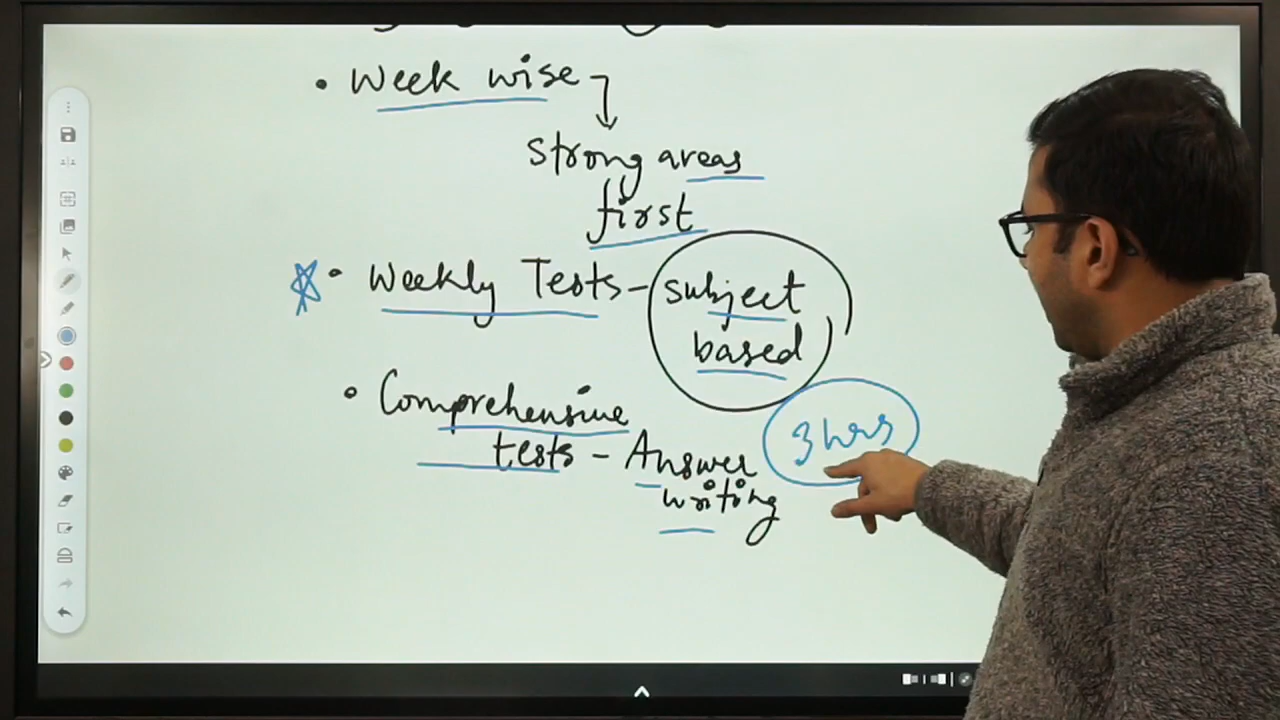 • Week wise
strong areas
first
• Weekly Tests - subject
based
• Comprehensive
tests - Answer
writing
3 hrs